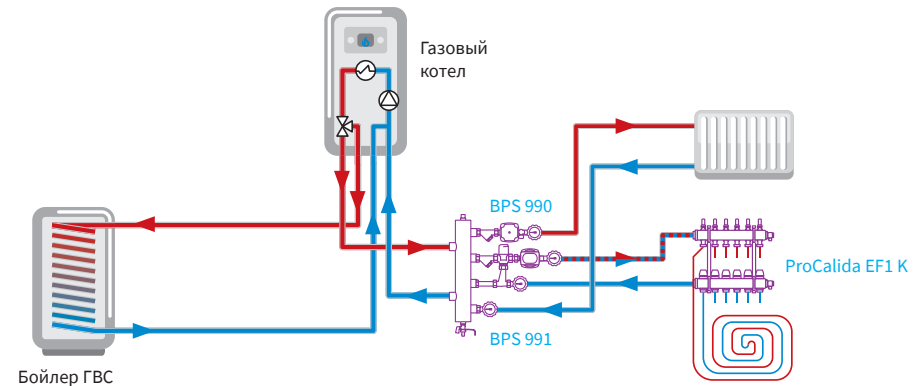 Газовый
котел
BPS 990
ProCalida EF1 K
BPS 991
Бойлер ГВС